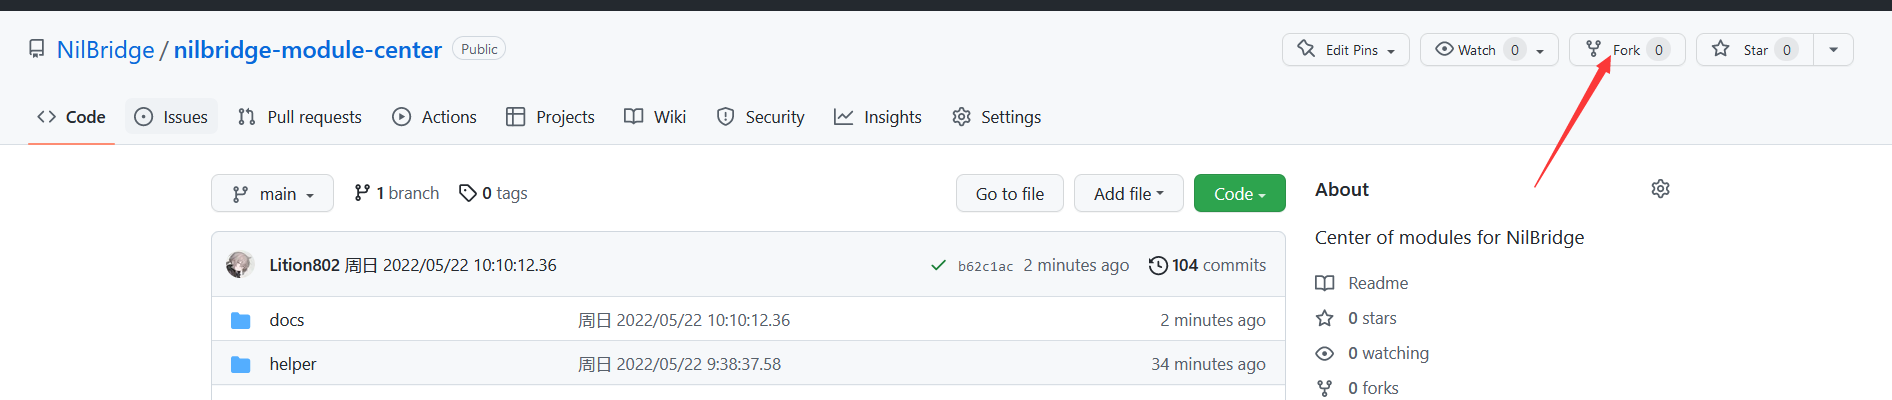 NilBridge / nilbridge-module-center Public Edit Pins Watch 0 Fork 0 Star 0
Code Issues Pull requests Actions Projects Wiki Security Insights Settings
main 1 branch 0 tags Go to file Add file Code
About
Center of modules for NilBridge
Lition802 周日 2022/05/22 10:10:12.36 b62c1ac 2 minutes ago 104 commits
Readme
docs 周日 2022/05/22 10:10:12.36 2 minutes ago
0 stars
0 watching
helper 周日 2022/05/22 9:38:37.58 34 minutes ago
0 forks